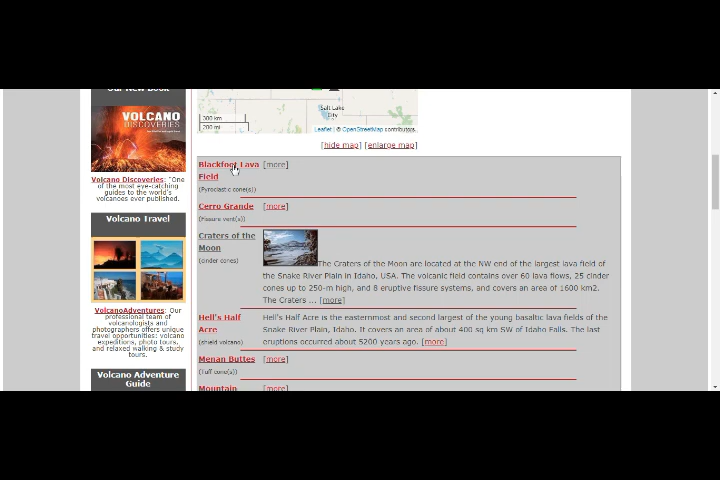 Our New Book
VOLCANO
DISCOVERIES
Volcano Discoveries: "One
of the most eye-catching
guides to the world's
volcanoes ever published.
Volcano Travel
VolcanoAdventures: Our
professional team of
volcanologists and
photographers offers unique
travel opportunities: volcano
expeditions, photo tours,
and relaxed walking & study
tours.
Volcano Adventure
Guide
Salt Lake
City
300 km
200 mi
Leaflet | © OpenStreetMap contributors.
[hide map] [enlarge map]
Blackfoot Lava [more]
Field
(Pyroclastic cone(s))
Cerro Grande [more]
(Fissure vent(s))
Craters of the
Moon
(cinder cones)
The Craters of the Moon are located at the NW end of the largest lava field of
the Snake River Plain in Idaho, USA. The volcanic field contains over 60 lava flows, 25 cinder
cones up to 250-m high, and 8 eruptive fissure systems, and covers an area of 1600 km2.
The Craters ... [more]
Hell's Half
Acre
(shield volcano)
Hell's Half Acre is the easternmost and second largest of the young basaltic lava fields of the
Snake River Plain, Idaho. It covers an area of about 400 sq km SW of Idaho Falls. The last
eruptions occurred about 5200 years ago. [more]
Menan Buttes [more]
(Tuff cone(s))
Mountain [more]